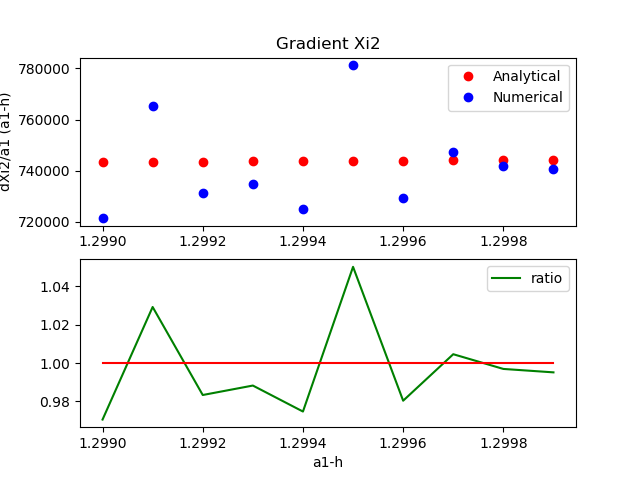 Gradient Xi2
dXi2/a1 (a1-h)
780000
760000
740000
720000
Analytical
Numerical
1.2990 1.2992 1.2994 1.2996 1.2998
1.04
1.02
1.00
0.98
ratio
1.2990 1.2992 1.2994 1.2996 1.2998
a1-h